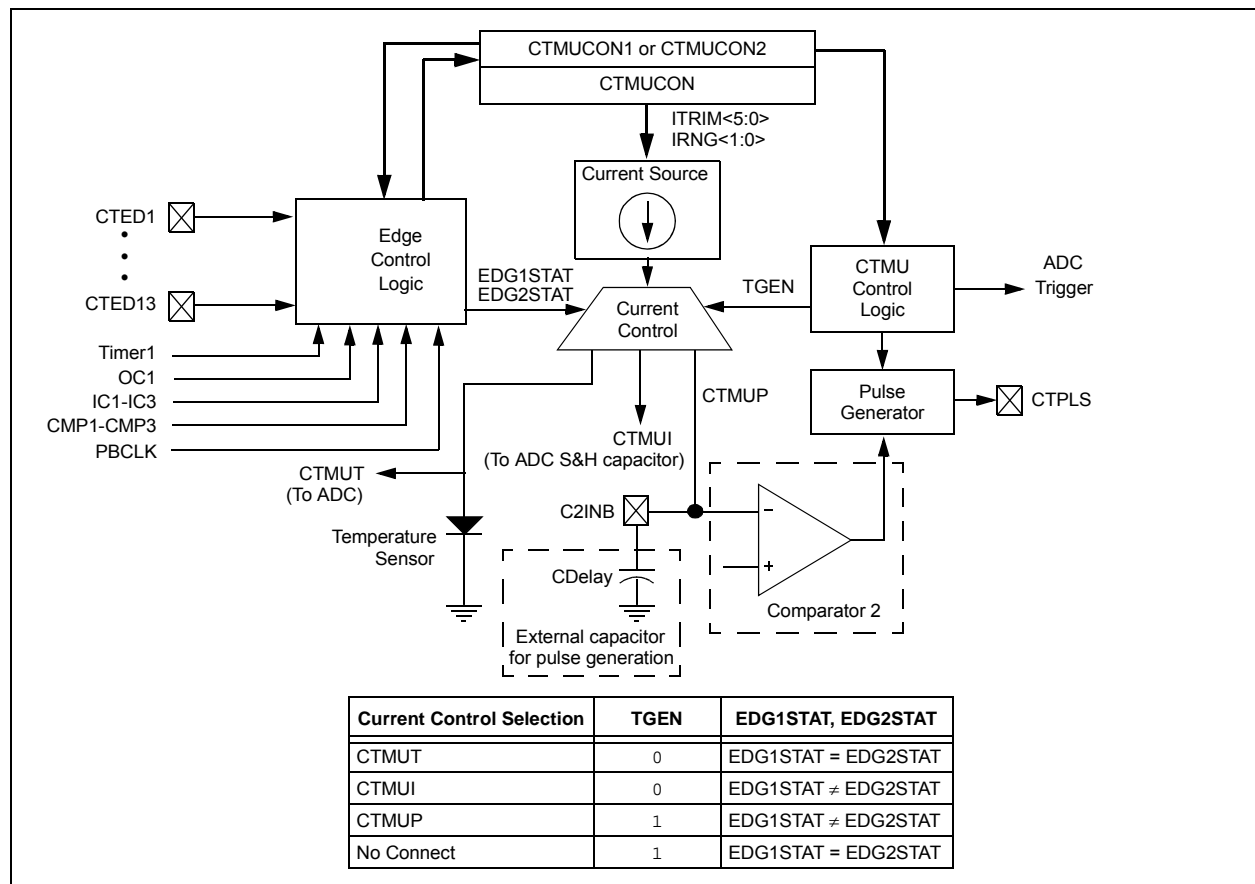 CTMUCON1 or CTMUCON2
CTMUCON
ITRIM<5:0>
IRNG<1:0>
Current Source
CTED1
Edge
Control
Logic
CTED13
EDG1STAT
EDG2STAT
Current
Control
TGEN
CTMU
Control
Logic
ADC
Trigger
Timer1
OC1
IC1-IC3
CMP1-CMP3
PBCLK
CTMUT
(To ADC)
CTMUI
(To ADC S&H capacitor)
CTMUP
Pulse
Generator
CTPLS
C2INB
Temperature
Sensor
CDelay
External capacitor
for pulse generation
−
+
Comparator 2
Current Control Selection TGEN EDG1STAT, EDG2STAT
CTMUT 0 EDG1STAT = EDG2STAT
CTMUI 0 EDG1STAT ≠ EDG2STAT
CTMUP 1 EDG1STAT ≠ EDG2STAT
No Connect 1 EDG1STAT = EDG2STAT